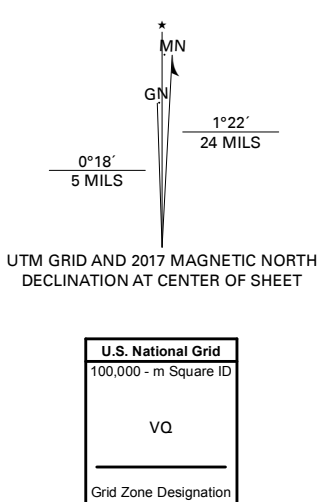 ★
MN
GN
1°22´
24 MILS
0°18´
5 MILS
UTM GRID AND 2017 MAGNETIC NORTH
DECLINATION AT CENTER OF SHEET
U.S. National Grid
100,000 - m Square ID
VQ
Grid Zone Designation